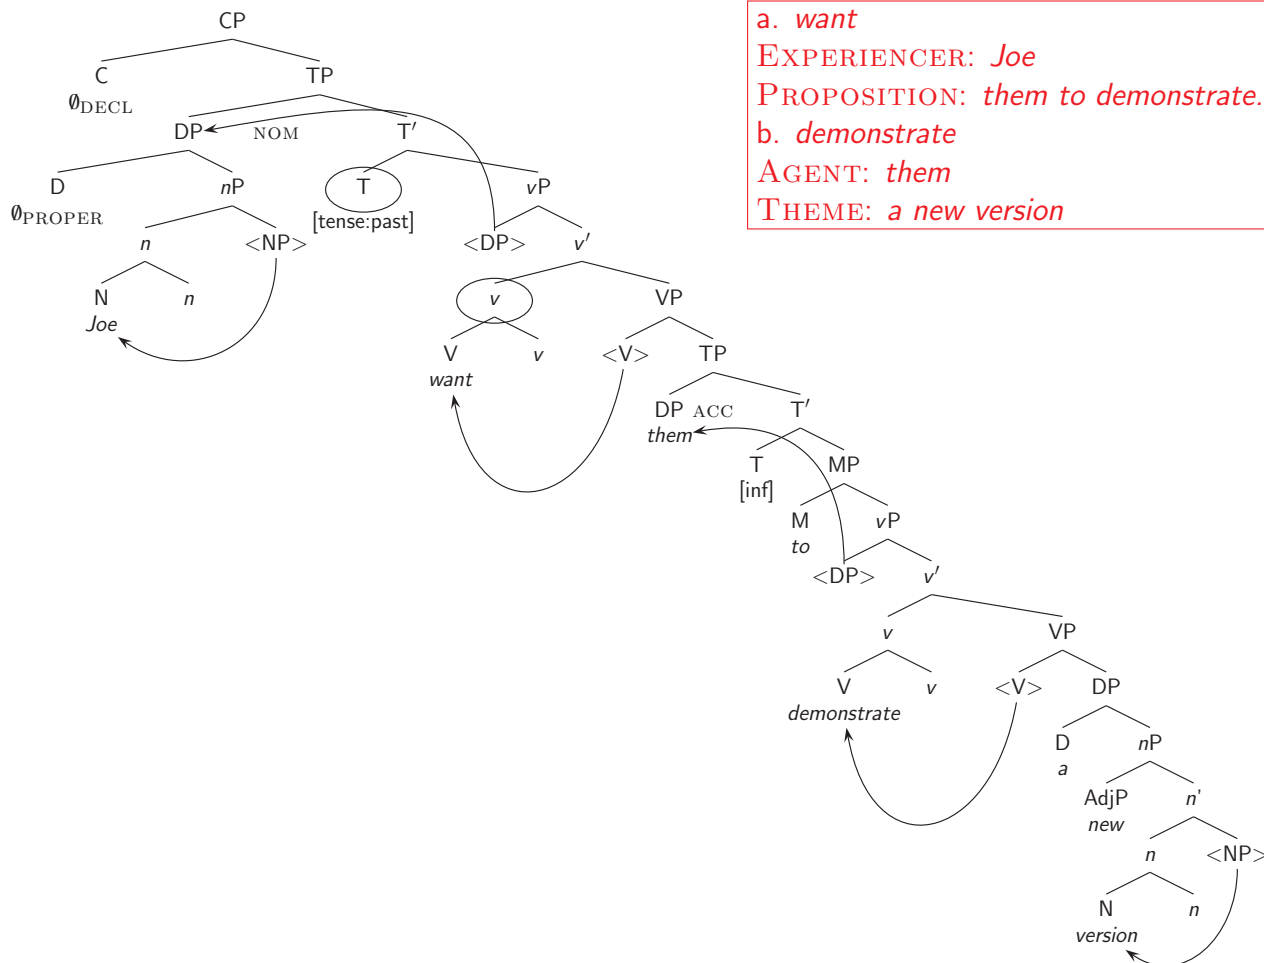 CP
a. want
C TP
EXPERIENCER: Joe
∅DECL
PROPOSITION: them to demonstrate.
DP NOM T′
b. demonstrate
D nP T vP
AGENT: them
∅PROPER [tense:past]
THEME: a new version
n <NP> <DP> v′
N n v VP
Joe
V v <V> TP
want
DP ACC T′
them
T MP
[inf]
M vP
to
<DP> v′
v VP
V v <V> DP
demonstrate
D nP
a
AdjP n'
new
n <NP>
N n
version